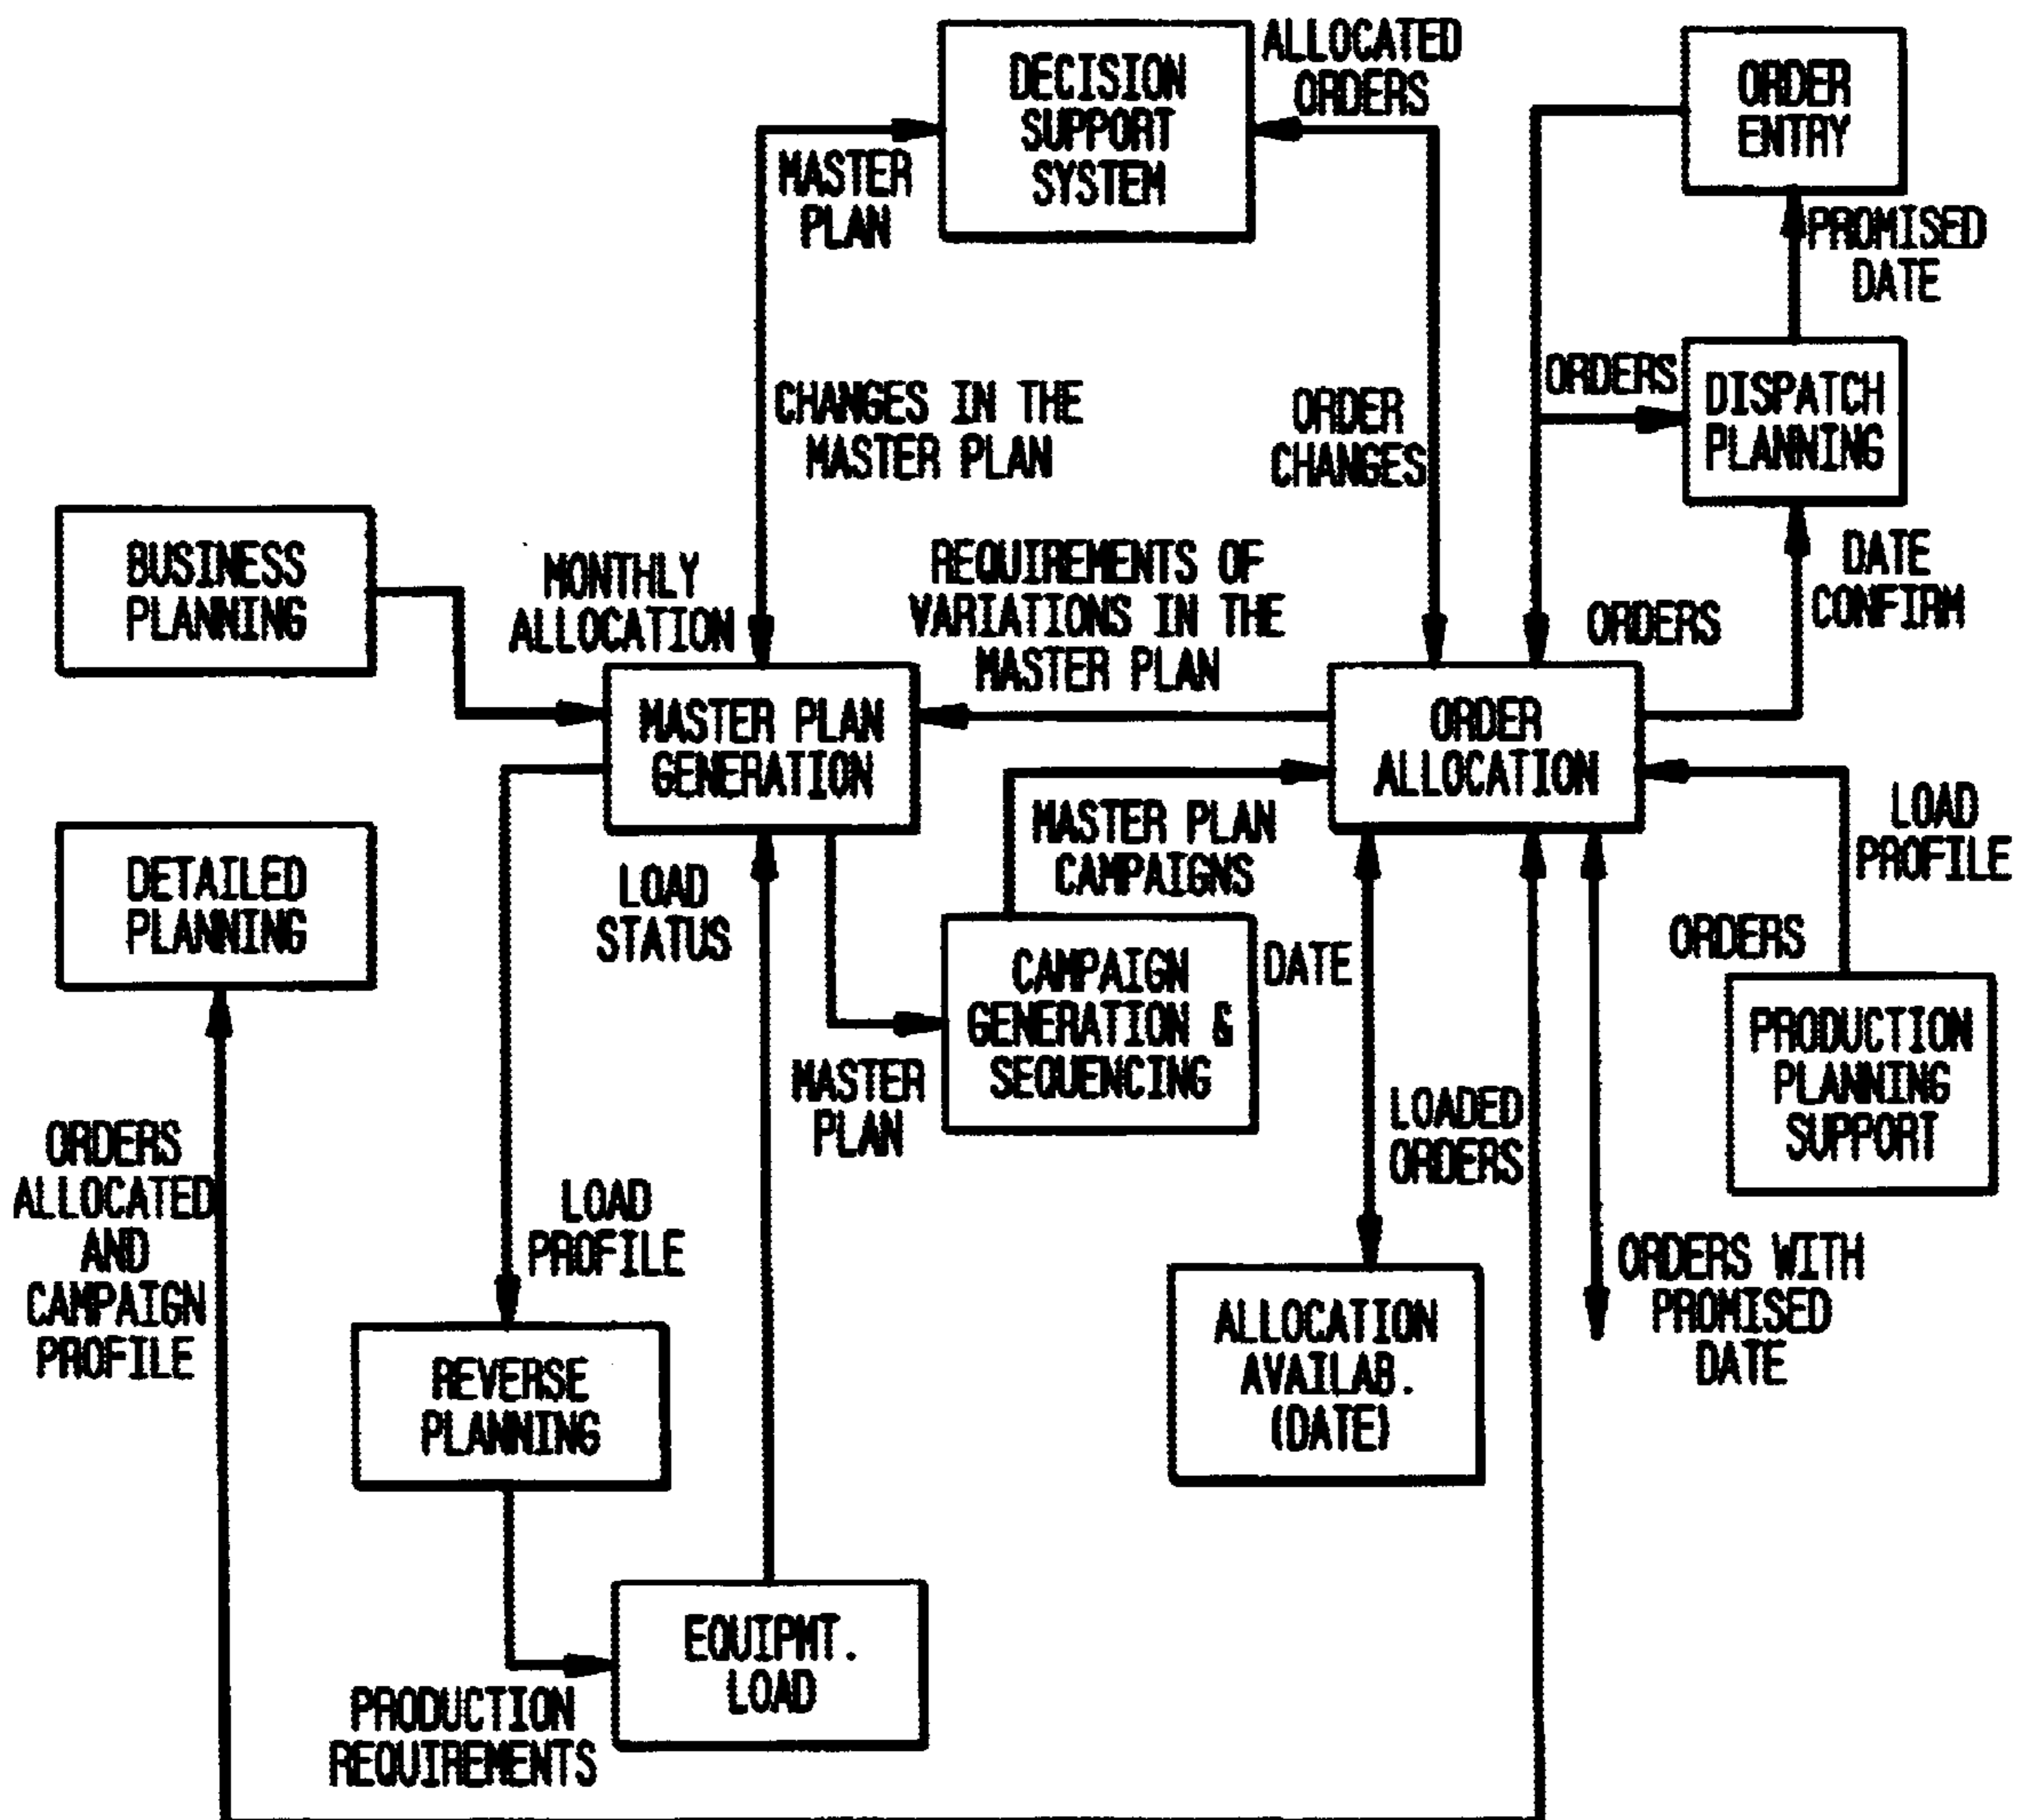 DECISION
SUPPORT
SYSTEM
ALLOCATED
ORDERS
ORDER
ENTRY
MASTER
PLAN
PROMISED
DATE
CHANGES IN THE
MASTER PLAN
ORDER
CHANGES
ORDERS
DISPATCH
PLANNING
BUSINESS
PLANNING
MONTHLY
ALLOCATION
REQUIREMENTS OF
VARIATIONS IN THE
MASTER PLAN
ORDERS
DATE
CONFIRM
MASTER PLAN
GENERATION
ORDER
ALLOCATION
DETAILED
PLANNING
LOAD
STATUS
MASTER PLAN
CAMPAIGNS
LOAD
PROFILE
CAMPAIGN
GENERATION &
SEQUENCING
DATE
ORDERS
PRODUCTION
PLANNING
SUPPORT
MASTER
PLAN
LOADED
ORDERS
ORDERS
ALLOCATED
AND
CAMPAIGN
PROFILE
LOAD
PROFILE
ALLOCATION
AVAILAB.
(DATE)
ORDERS WITH
PROMISED
DATE
REVERSE
PLANNING
EQUIPMT.
LOAD
PRODUCTION
REQUIREMENTS